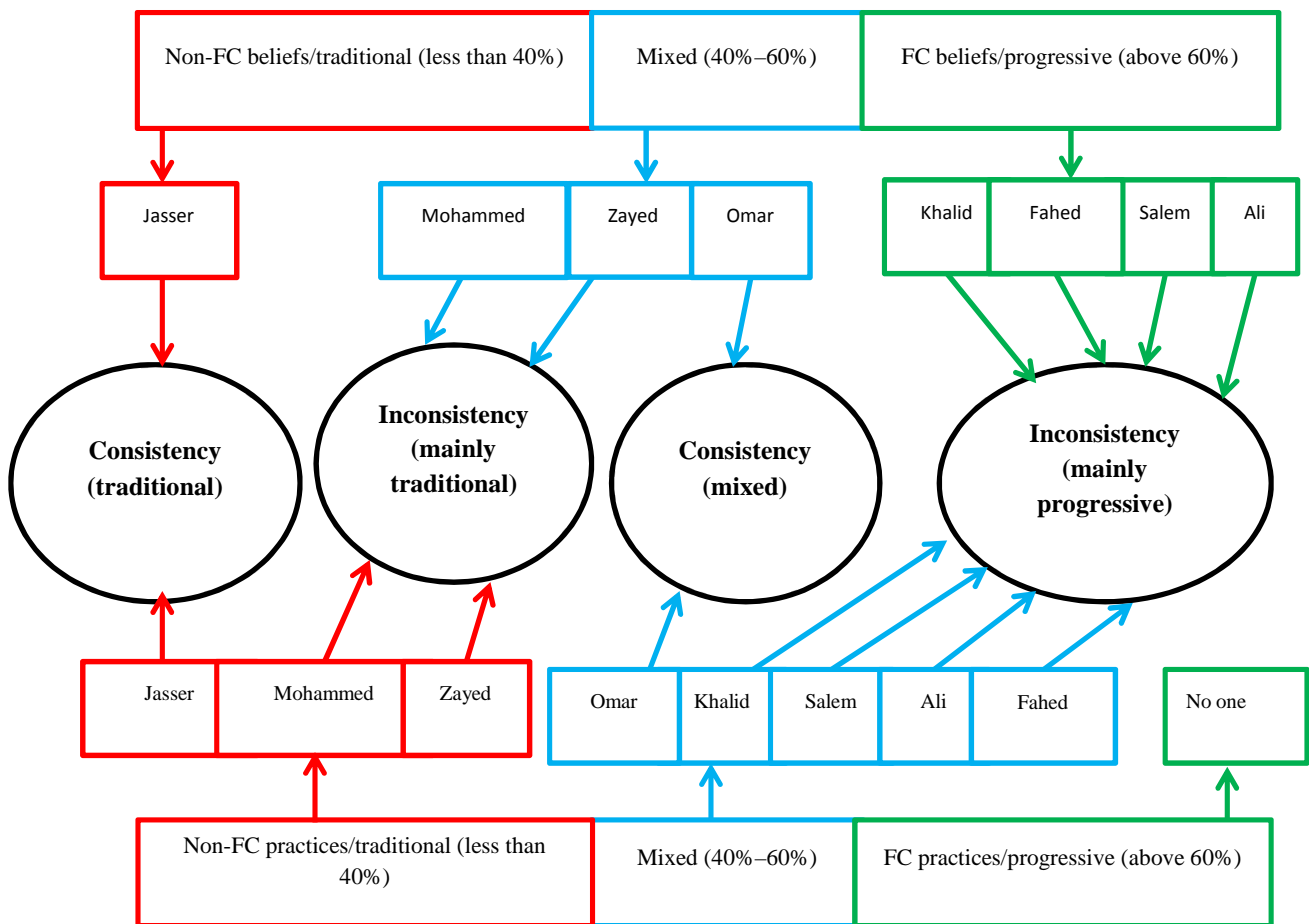 Non-FC beliefs/traditional (less than 40%)
Mixed (40%–60%)
FC beliefs/progressive (above 60%)
Jasser
Mohammed
Zayed
Omar
Khalid
Fahed
Salem
Ali
Consistency
(traditional)
Inconsistency
(mainly
traditional)
Consistency
(mixed)
Inconsistency
(mainly
progressive)
Jasser
Mohammed
Zayed
Omar
Khalid
Salem
Ali
Fahed
No one
Non-FC practices/traditional (less than
40%)
Mixed (40%–60%)
FC practices/progressive (above 60%)